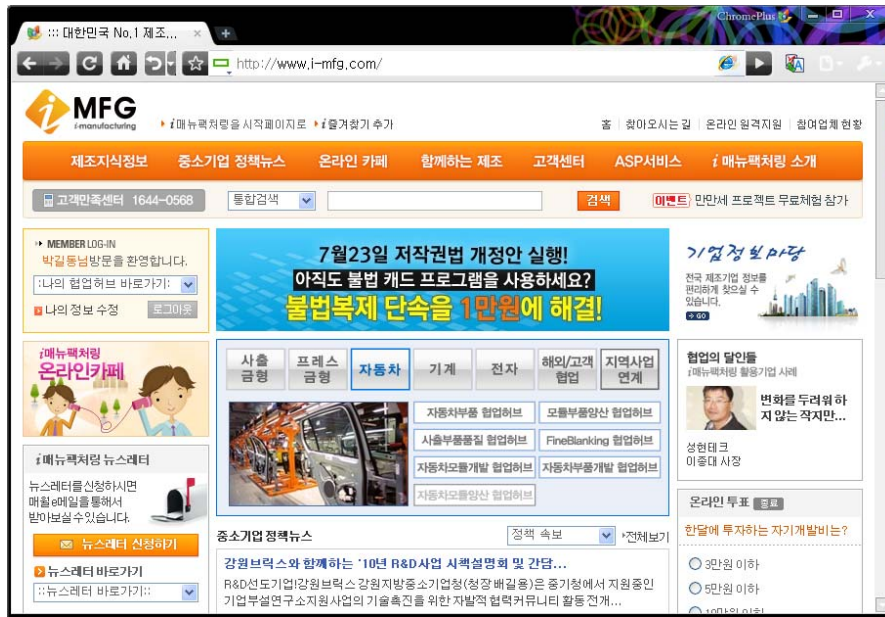 ChromePlus
::: 대한민국 No.1 제조...
http://www.i-mfg.com/
MFG
i-manufacturing
i매뉴팩처링을 시작페이지로
i즐겨찾기 추가
홈 찾아오시는 길 온라인 원격지원 참여업체 현황
제조지식정보 중소기업 정책뉴스 온라인 카페 함께하는 제조 고객센터 ASP서비스 i 매뉴팩처링 소개
고객만족센터 1644-0568 통합검색 검색 이벤트 만만세 프로젝트 무료체험 참가
MEMBER LOG-IN
박길동님방문을 환영합니다.
:나의 협업허브 바로가기:
나의 정보 수정 로그아웃
7월23일 저작권법 개정안 실행!
아직도 불법 캐드 프로그램을 사용하세요?
불법복제 단속을 1만원에 해결!
기업정보마당
전국 제조기업 정보를
편리하게 찾으실 수
있습니다.
GO
i매뉴팩처링
온라인카페
사출
금형
프레스
금형
자동차
기계
전자
해외/고객
협업
지역사업
연계
자동차부품 협업허브 모듈부품양산 협업허브
사출부품품질 협업허브 FineBlanking 협업허브
자동차모듈개발 협업허브 자동차부품개발 협업허브
자동차모듈양산 협업허브
협업의 달인들
i매뉴팩처링 활용기업 사례
변화를 두려워하
지 않는 작지만...
성현테크
이종대 사장
i매뉴팩처링 뉴스레터
뉴스레터를신청하시면
매월 e메일을통해서
받아보실수있습니다.
뉴스레터 신청하기
뉴스레터 바로가기
::뉴스레터 바로가기::
중소기업 정책뉴스 정책 속보 전체보기
강원브릭스와 함께하는 '10년 R&D사업 시책설명회 및 간담...
R&D선도기업!강원브릭스 강원지방중소기업청(청장 배길용)은 중기청에서 지원중인
기업부설연구소지원사업의 기술촉진을 위한 자발적 협력커뮤니티 활동 전개...
온라인 투표 종료
한달에 투자하는 자기개발비는?
3만원 이하
5만원 이하
10만원 이하